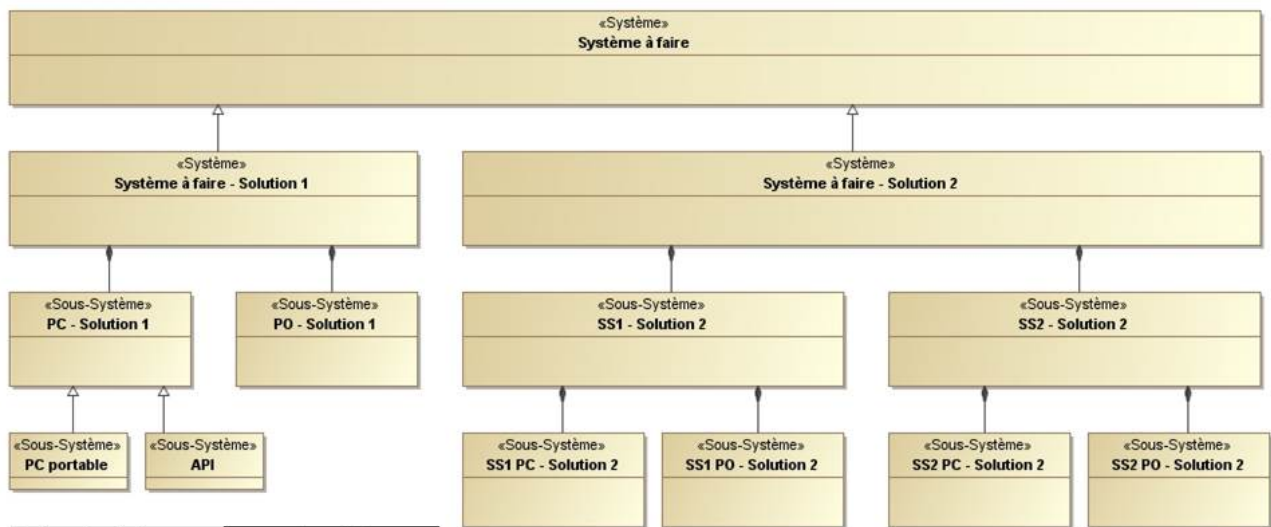 «Système»
Système à faire
«Système»
Système à faire - Solution 1
«Système»
Système à faire - Solution 2
«Sous-Système»
PC - Solution 1
«Sous-Système»
PO - Solution 1
«Sous-Système»
SS1 - Solution 2
«Sous-Système»
SS2 - Solution 2
«Sous-Système»
PC portable
«Sous-Système»
API
«Sous-Système»
SS1 PC - Solution 2
«Sous-Système»
SS1 PO - Solution 2
«Sous-Système»
SS2 PC - Solution 2
«Sous-Système»
SS2 PO - Solution 2